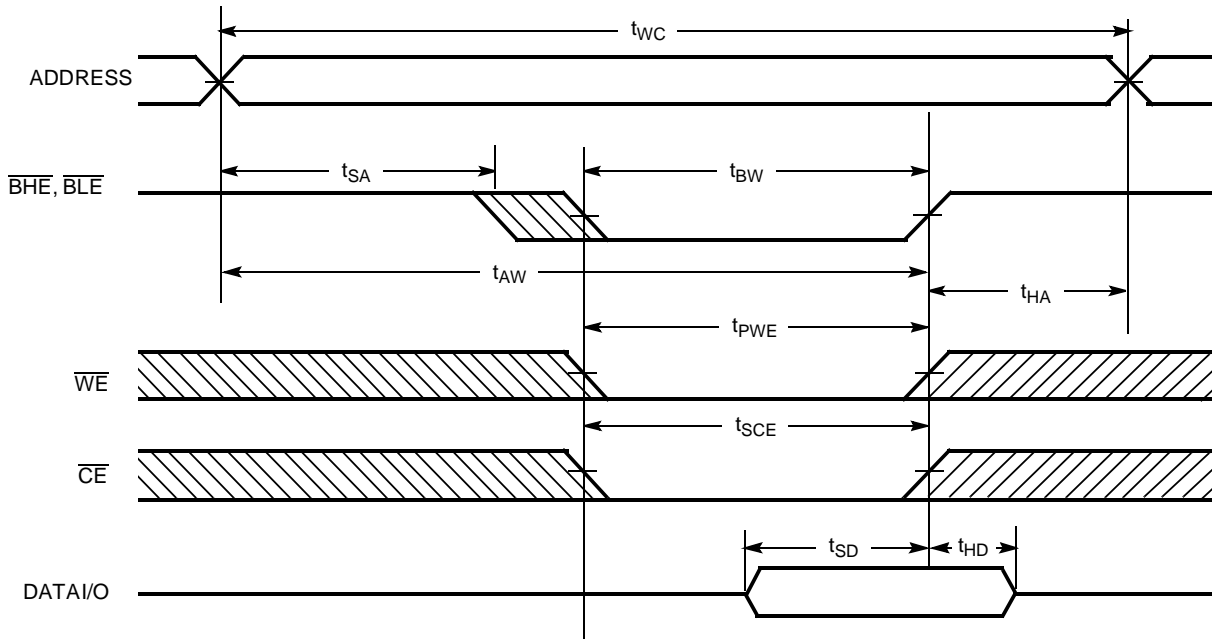 tWC
ADDRESS
tSA
tBW
BHE, BLE
tAW
tHA
tPWE
WE
tSCE
CE
tSD
tHD
DATAI/O